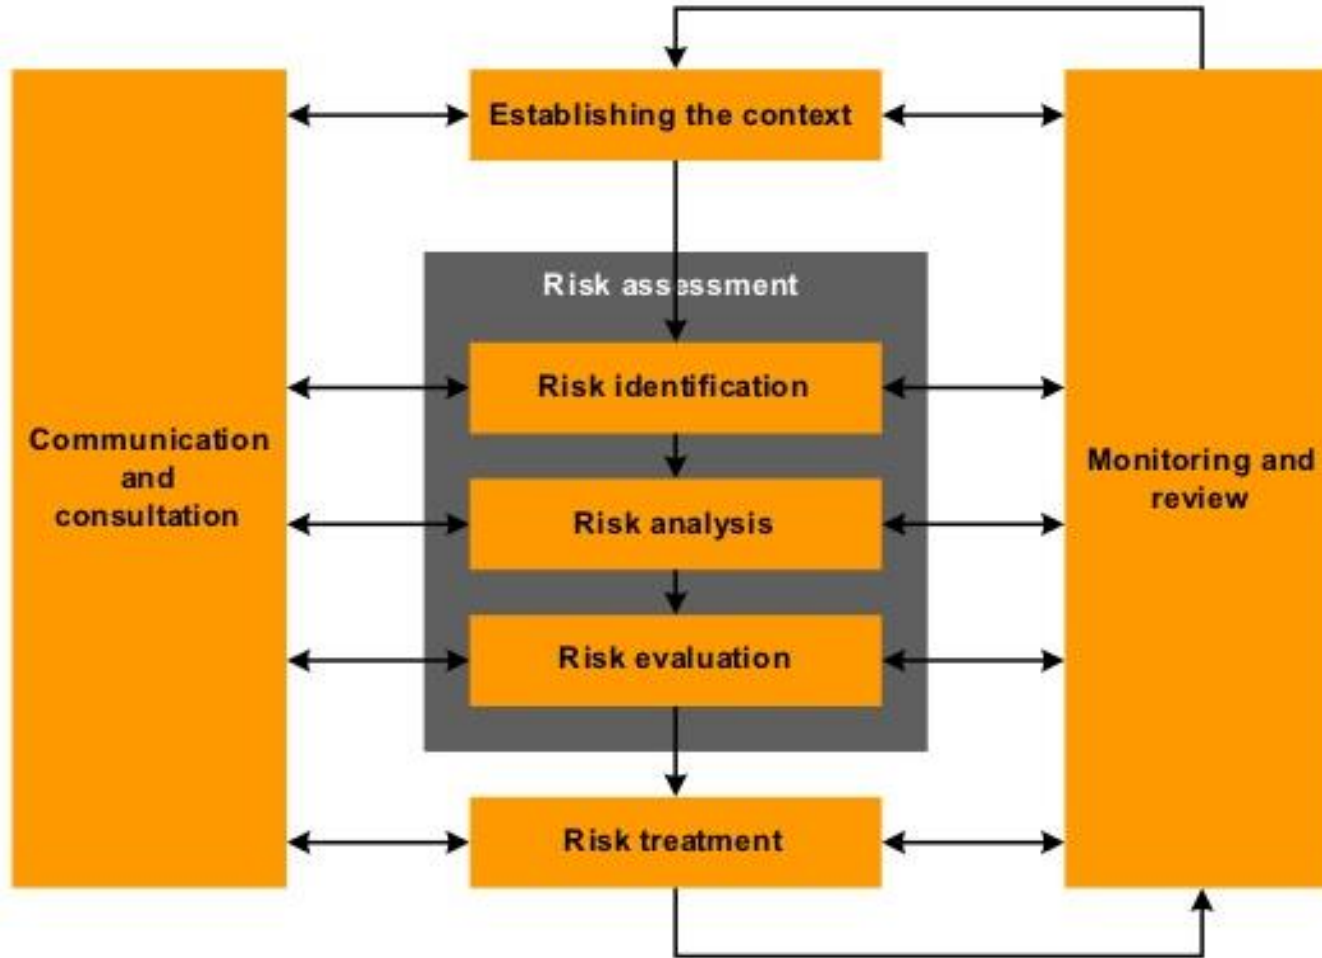 Establishing the context
Risk assessment
Risk identification
Communication
and
consultation
Monitoring and
review
Risk analysis
Risk evaluation
Risk treatment